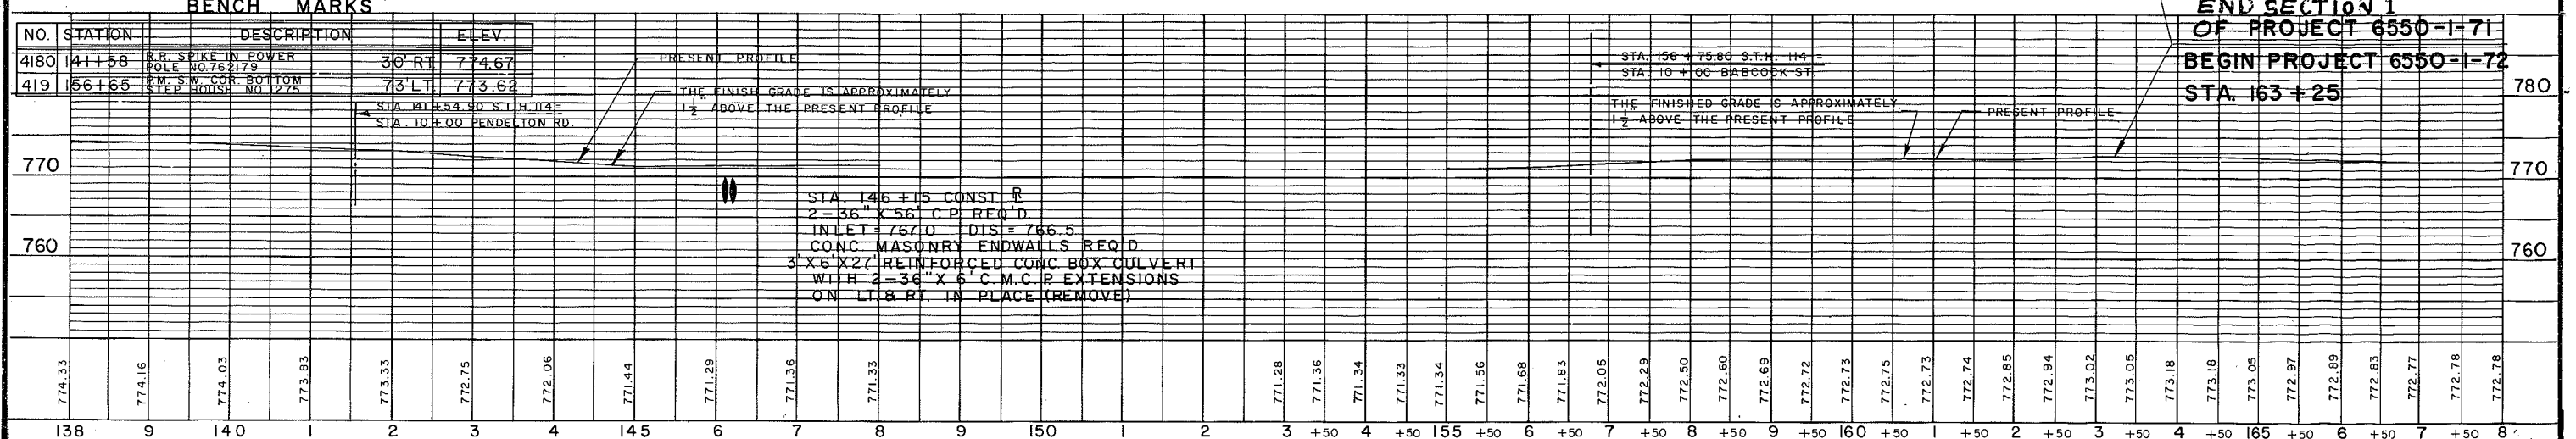 BENCH MARKS
NO. STATION DESCRIPTION ELEV.
4180 141+58 R.R. SPIKE IN POWER POLE NO.762179 30' RT 774.67
419 156+65 P.M. S.W. COR. BOTTOM STEP HOUSE NO 1275 73' LT 773.62
STA 141+54.90 S.T.H. 114=
STA. 10+00 PENDELTON RD.
PRESENT PROFILE
THE FINISH GRADE IS APPROXIMATELY
1 1/2" ABOVE THE PRESENT PROFILE
STA. 156+75.86 S.T.H. 114 =
STA. 10+00 BABCOCK ST.
THE FINISHED GRADE IS APPROXIMATELY
1 1/2" ABOVE THE PRESENT PROFILE
PRESENT PROFILE
END SECTION 1
OF PROJECT 6550-1-71
BEGIN PROJECT 6550-1-72
STA. 163+25
780
770
770
760
760
STA. 146+15 CONST. R
2-36" X 56' C.P. REQ'D.
INLET = 767.0 DIS = 766.5
CONC. MASONRY ENDWALLS REQ'D
3'X6'X27' REINFORCED CONC. BOX CULVERT
WITH 2-36" X 6' C.M.C.P. EXTENSIONS
ON LT. & RT. IN PLACE (REMOVE)
774.33 774.16 774.03 773.83 773.33 772.75 772.06 771.44 771.29 771.36 771.33 771.28 771.36 771.34 771.33 771.34 771.56 771.68 771.83 772.05 772.29 772.50 772.60 772.69 772.72 772.73 772.75 772.73 772.74 772.85 772.94 773.02 773.05 773.18 773.18 773.05 772.97 772.89 772.83 772.77 772.78 772.78
138 9 140 1 2 3 4 145 6 7 8 9 150 1 2 3 +50 4 +50 155 +50 6 +50 7 +50 8 +50 9 +50 160 +50 1 +50 2 +50 3 +50 4 +50 165 +50 6 +50 7 +50 8